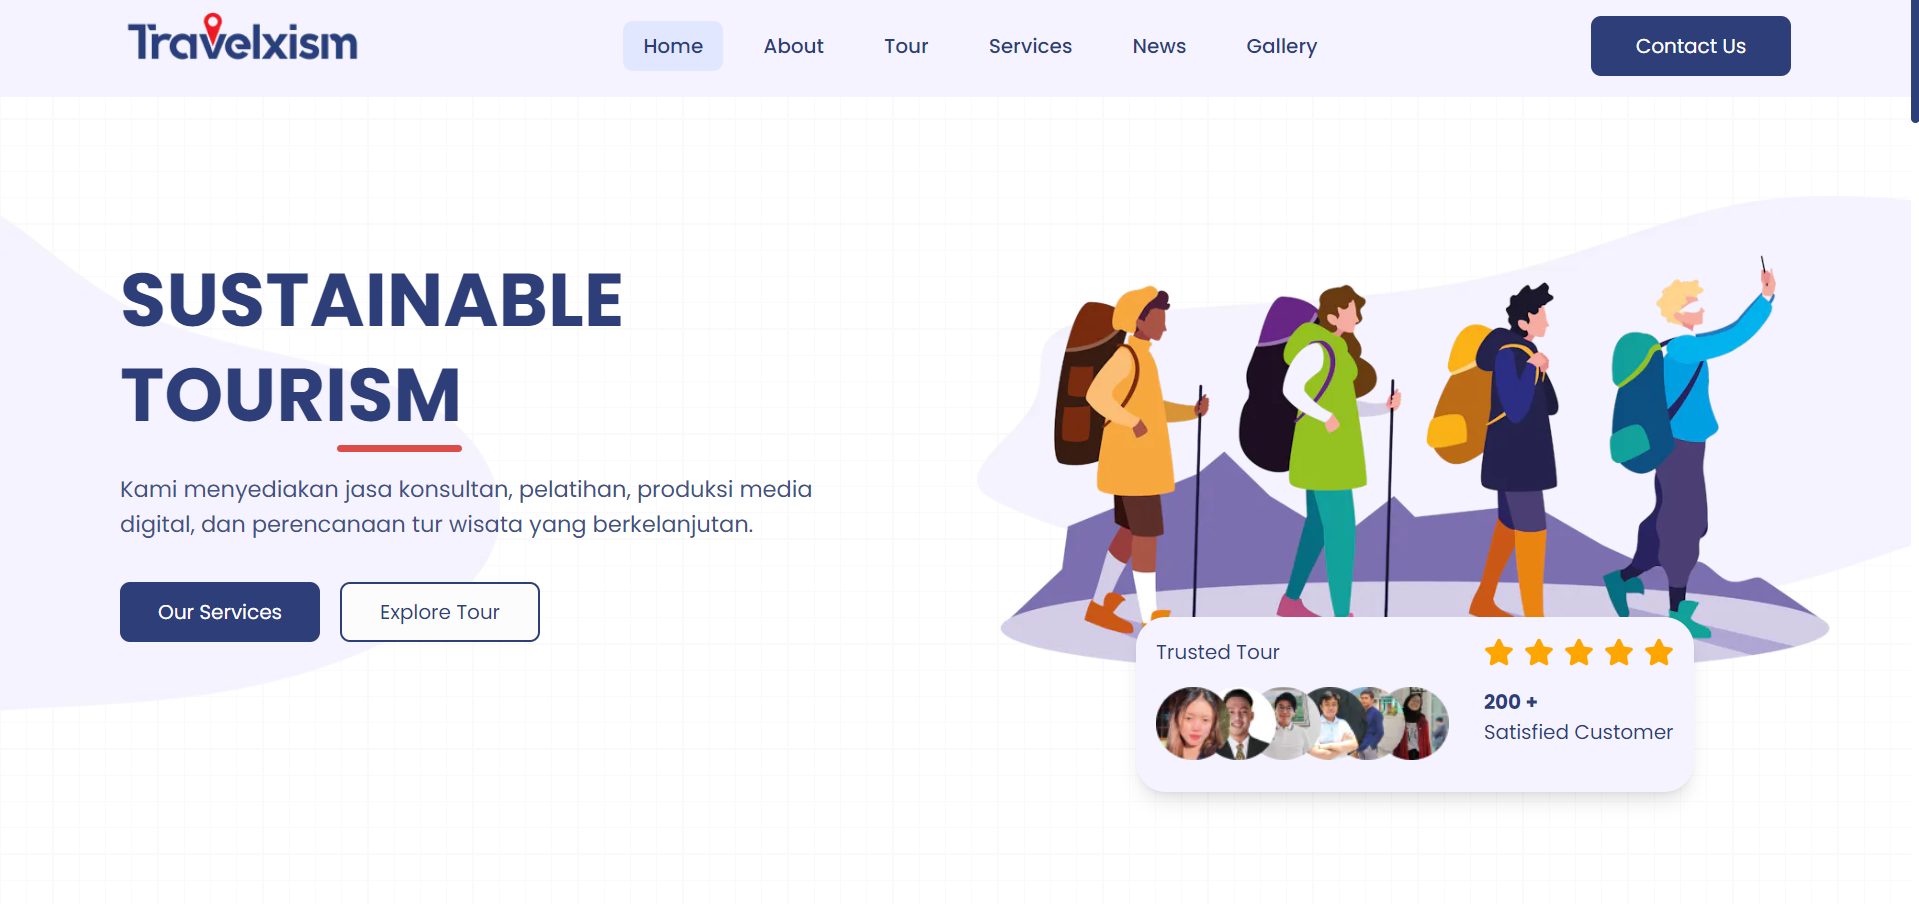 Travelxism
Home
About
Tour
Services
News
Gallery
Contact Us
SUSTAINABLE
TOURISM
Kami menyediakan jasa konsultan, pelatihan, produksi media
digital, dan perencanaan tur wisata yang berkelanjutan.
Our Services
Explore Tour
Trusted Tour
200 +
Satisfied Customer